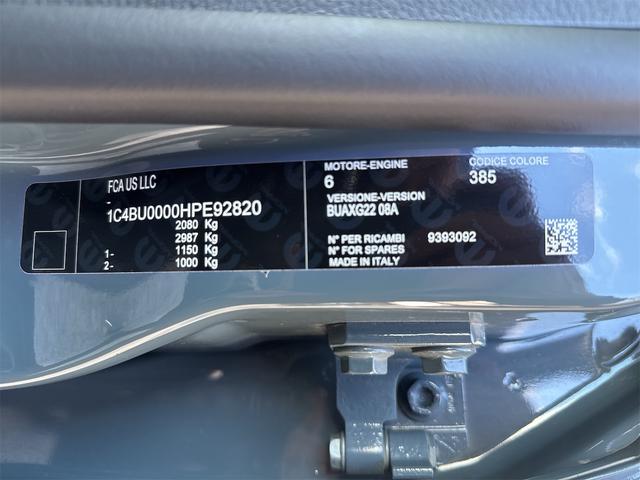 FCA US LLC
-
1C4BU0000HPE92820
2080 Kg
2987 Kg
1- 1150 Kg
2- 1000 Kg
MOTORE-ENGINE
6
VERSIONE-VERSION
BUAXG22 08A
N° PER RICAMBI 9393092
N° FOR SPARES
MADE IN ITALY
CODICE COLORE
385